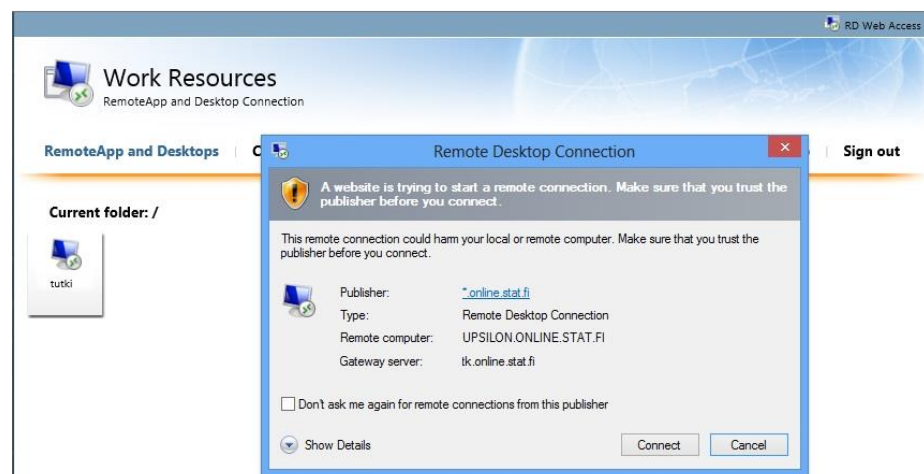 RD Web Access
Work Resources
RemoteApp and Desktop Connection
RemoteApp and Desktops
Sign out
Current folder: /
tutki
Remote Desktop Connection
A website is trying to start a remote connection. Make sure that you trust the
publisher before you connect.
This remote connection could harm your local or remote computer. Make sure that you trust the
publisher before you connect.
Publisher: *.online.stat.fi
Type: Remote Desktop Connection
Remote computer: UPSILON.ONLINE.STAT.FI
Gateway server: tk.online.stat.fi
Don't ask me again for remote connections from this publisher
Show Details
Connect
Cancel